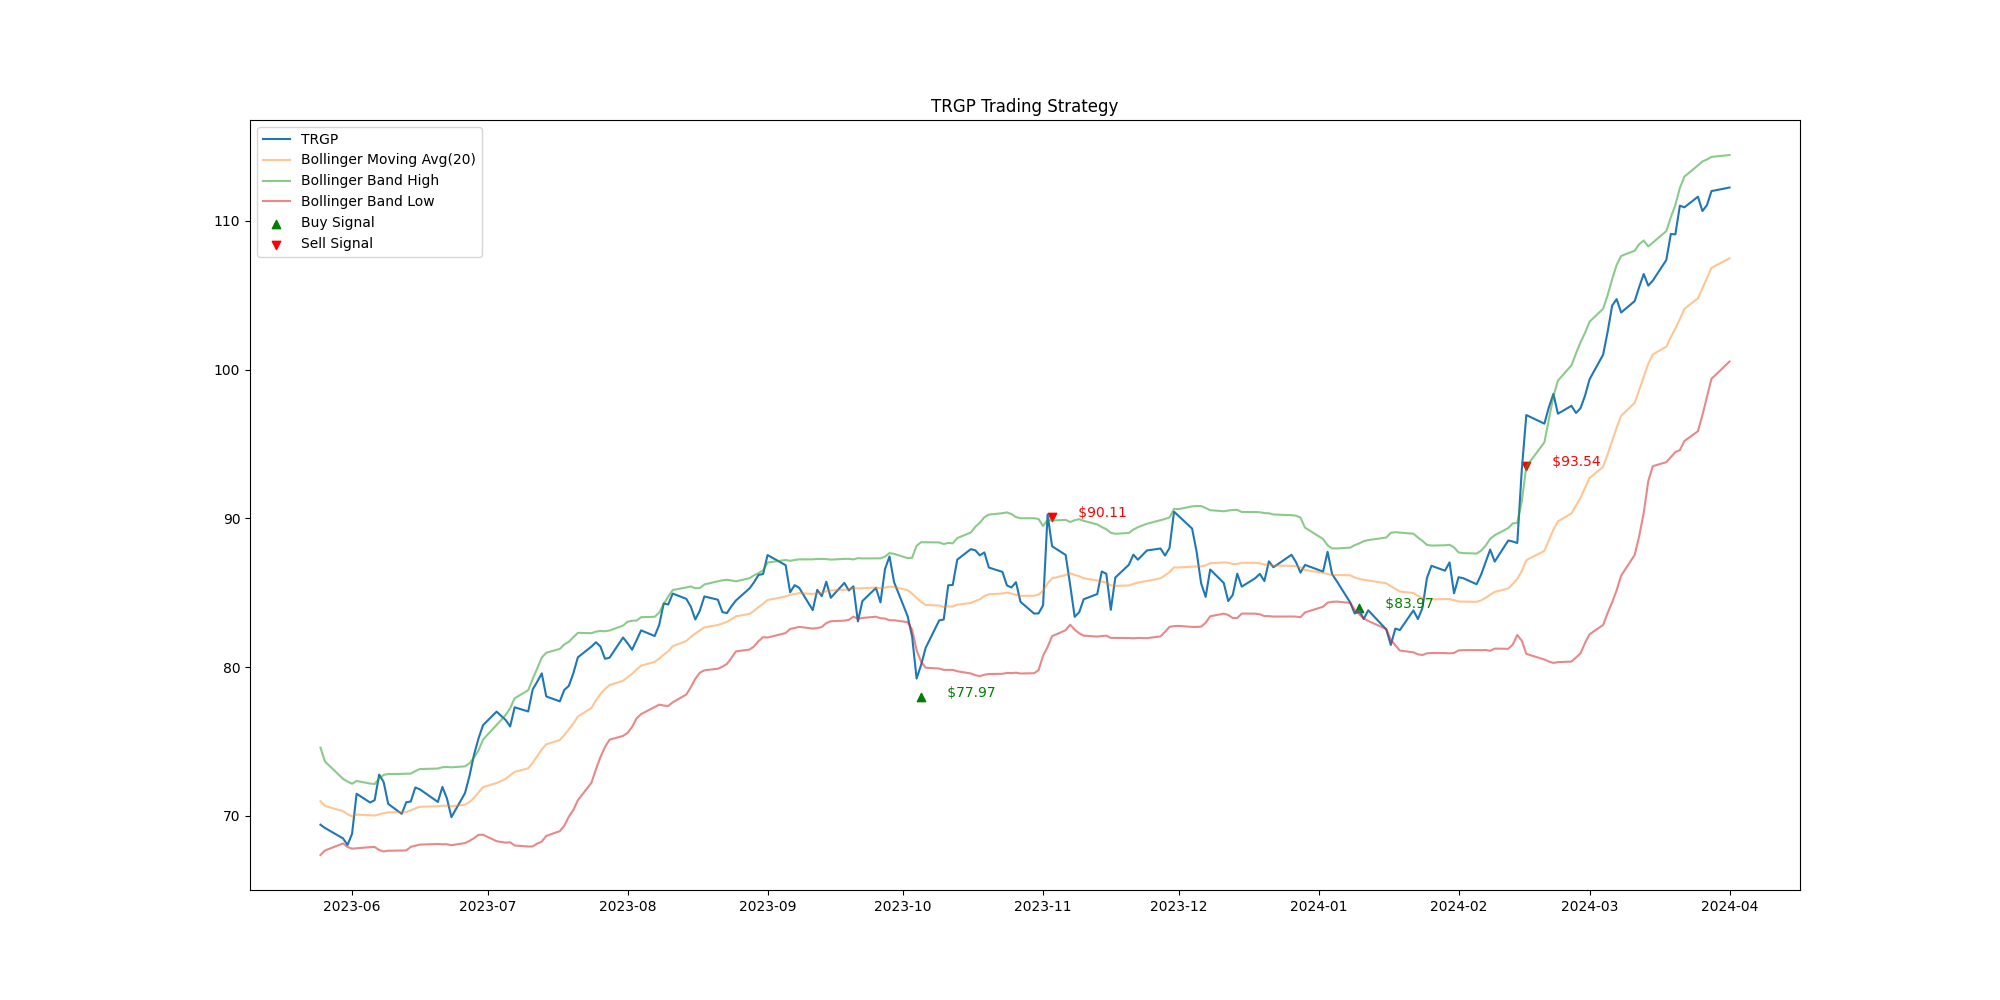 TRGP Trading Strategy
TRGP
Bollinger Moving Avg(20)
Bollinger Band High
Bollinger Band Low
Buy Signal
Sell Signal
110
100
90
80
70
$93.54
$90.11
$83.97
$77.97
2023-06 2023-07 2023-08 2023-09 2023-10 2023-11 2023-12 2024-01 2024-02 2024-03 2024-04